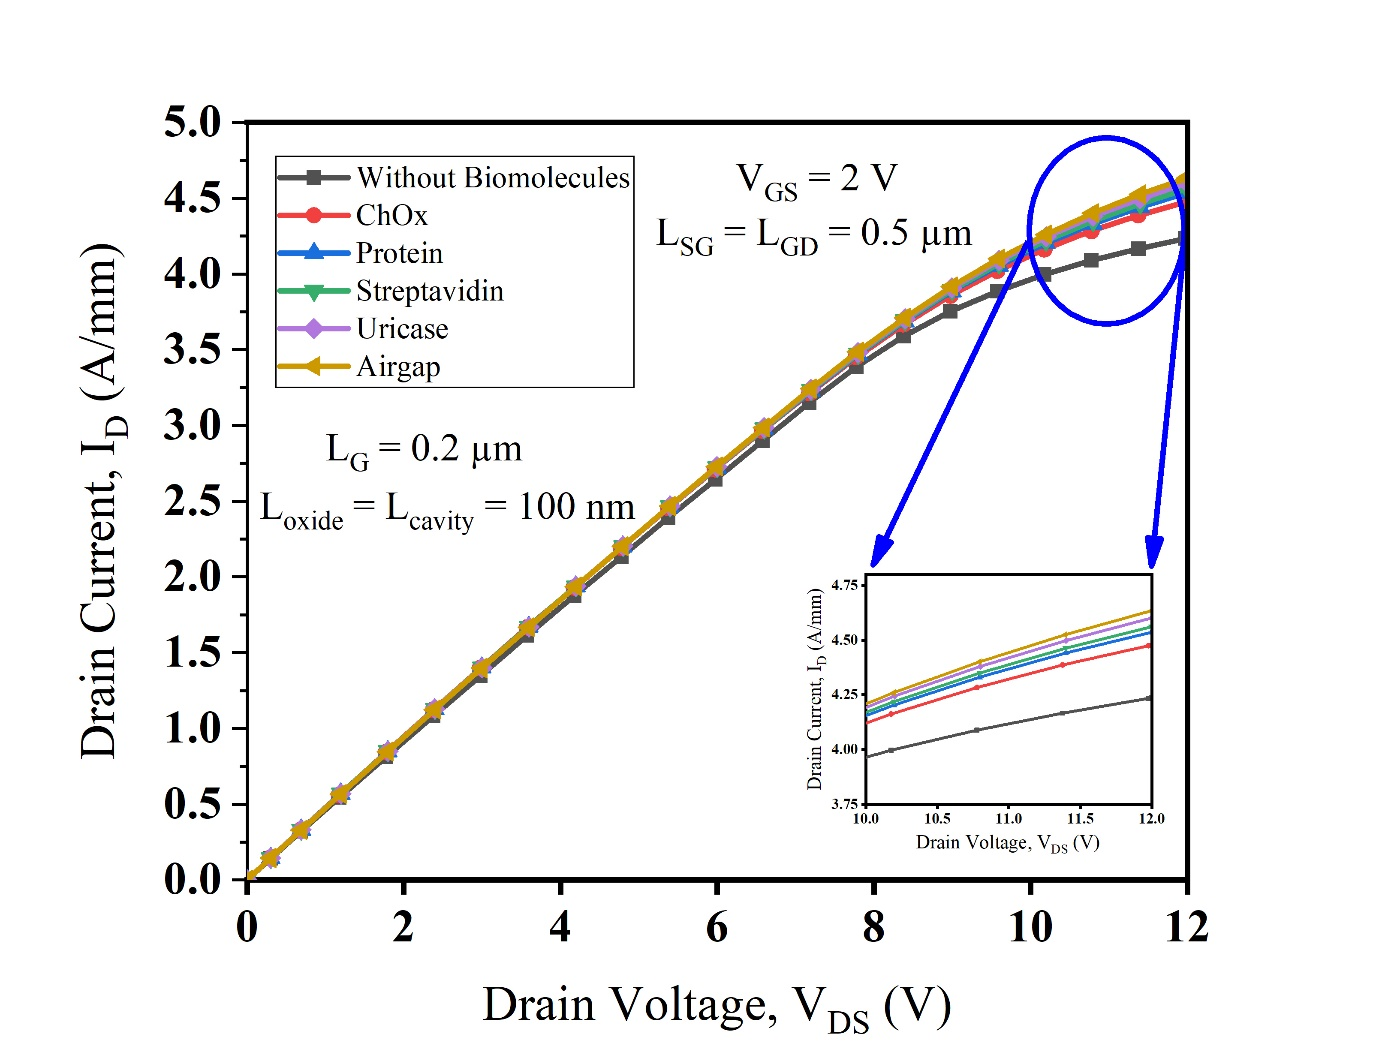 5.0
4.5
4.0
3.5
3.0
2.5
2.0
1.5
1.0
0.5
0.0
Drain Current, I_D (A/mm)
Without Biomolecules
ChOx
Protein
Streptavidin
Uricase
Airgap
V_GS = 2 V
L_SG = L_GD = 0.5 µm
L_G = 0.2 µm
L_oxide = L_cavity = 100 nm
4.75
4.50
4.25
4.00
3.75
Drain Current, I_D (A/mm)
10.0 10.5 11.0 11.5 12.0
Drain Voltage, V_DS (V)
0 2 4 6 8 10 12
Drain Voltage, V_DS (V)